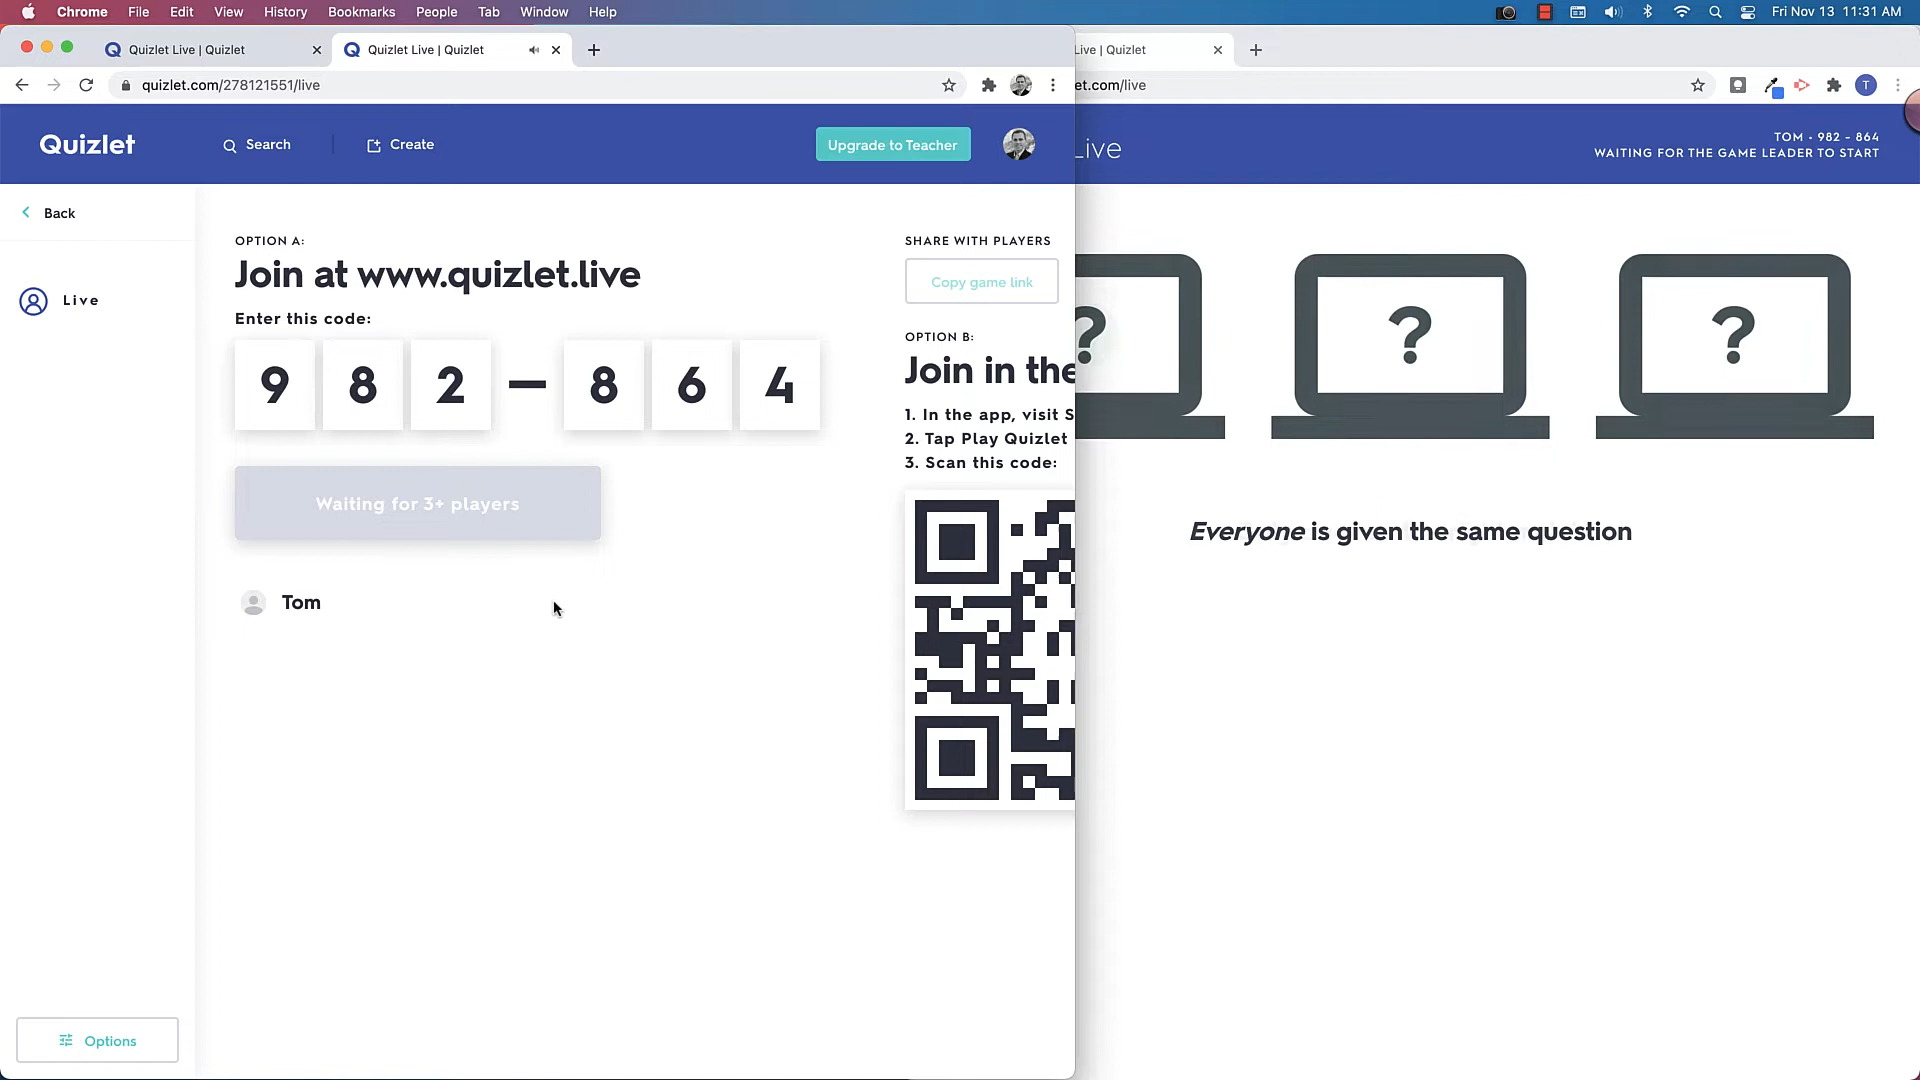 Chrome File Edit View History Bookmarks People Tab Window Help Fri Nov 13 11:31 AM
Quizlet Live | Quizlet
Quizlet Live | Quizlet
Live | Quizlet
quizlet.com/278121551/live
et.com/live
T
Quizlet
Search
Create
Upgrade to Teacher
Live
TOM • 982 - 864
WAITING FOR THE GAME LEADER TO START
Back
Live
OPTION A:
Join at www.quizlet.live
Enter this code:
9 8 2 — 8 6 4
Waiting for 3+ players
Tom
SHARE WITH PLAYERS
Copy game link
OPTION B:
Join in the
1. In the app, visit S
2. Tap Play Quizlet
3. Scan this code:
? ? ?
Everyone is given the same question
Options